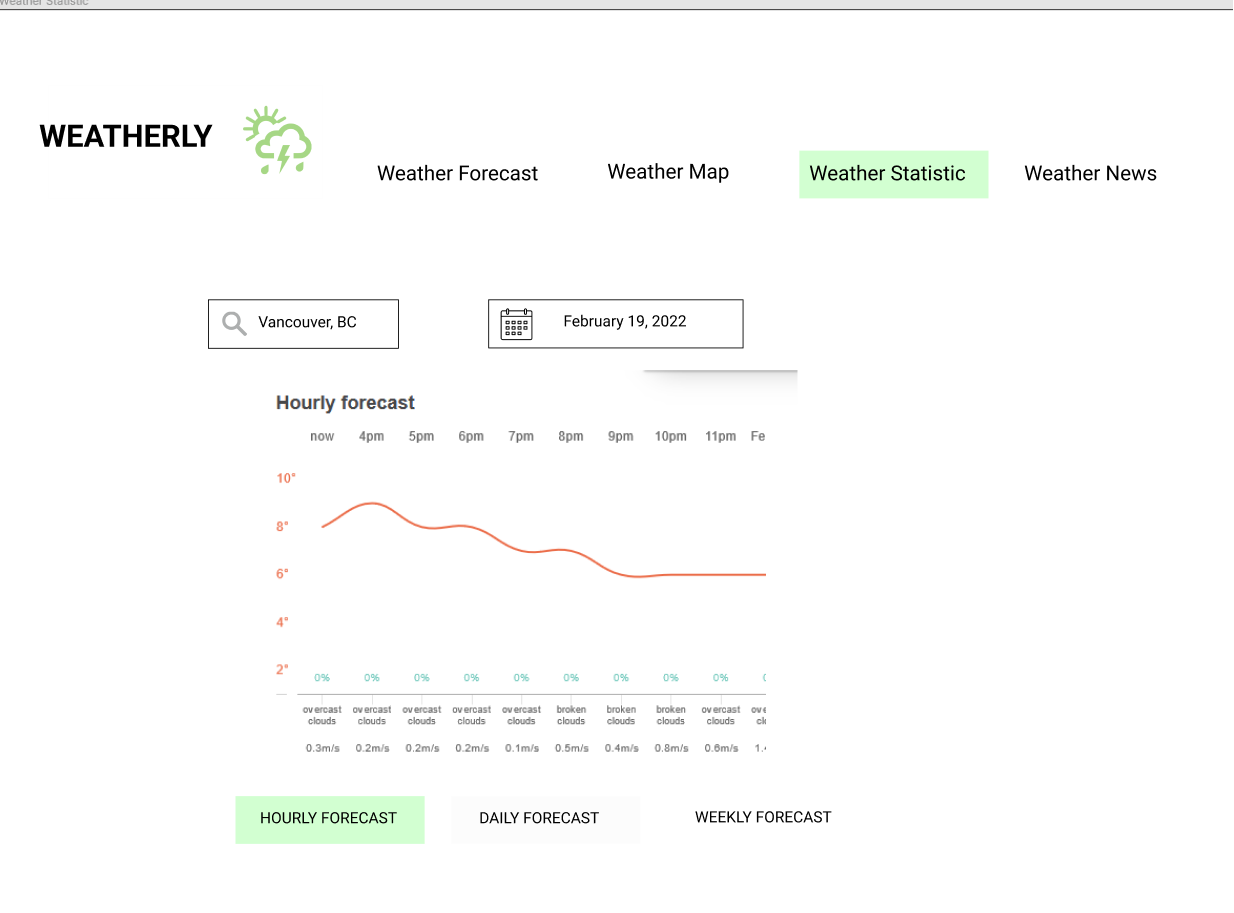 Weather Statistic
WEATHERLY
Weather Forecast Weather Map Weather Statistic Weather News
Vancouver, BC February 19, 2022
Hourly forecast
now 4pm 5pm 6pm 7pm 8pm 9pm 10pm 11pm Fe
10°
8°
6°
4°
2°
0% 0% 0% 0% 0% 0% 0% 0% 0%
overcast overcast overcast overcast overcast broken broken broken overcast ove
clouds clouds clouds clouds clouds clouds clouds clouds clouds cl
0.3m/s 0.2m/s 0.2m/s 0.2m/s 0.1m/s 0.5m/s 0.4m/s 0.8m/s 0.6m/s 1.
HOURLY FORECAST DAILY FORECAST WEEKLY FORECAST